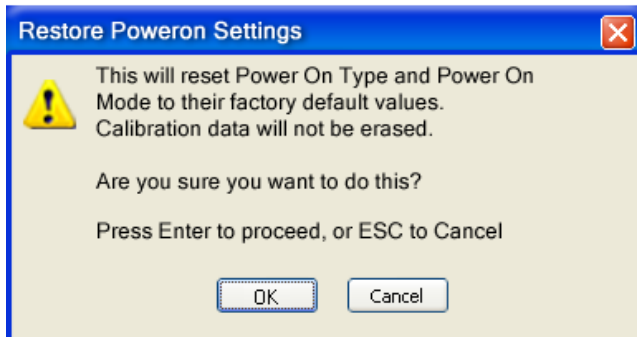 Restore Poweron Settings
This will reset Power On Type and Power On
Mode to their factory default values.
Calibration data will not be erased.
Are you sure you want to do this?
Press Enter to proceed, or ESC to Cancel
OK
Cancel